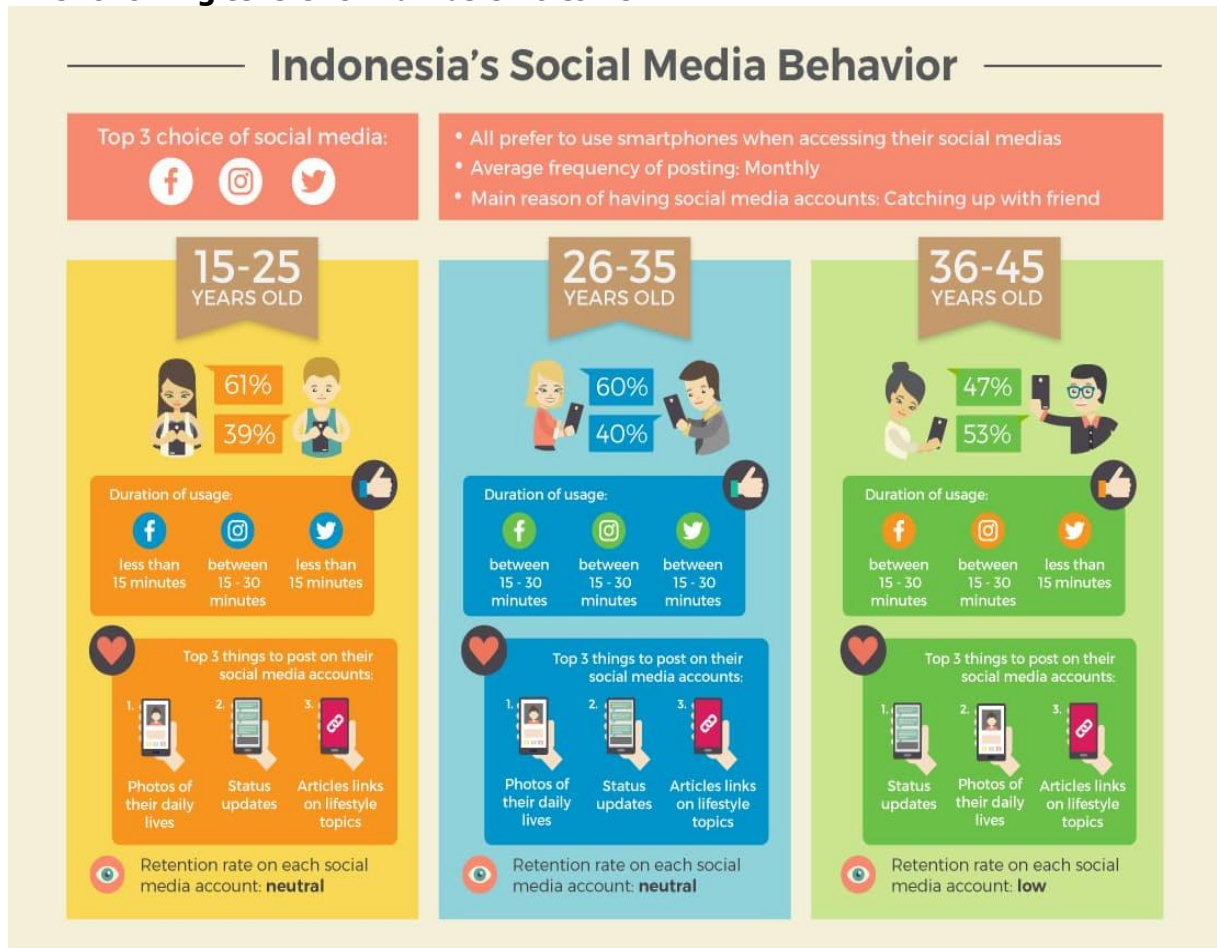 Indonesia's Social Media Behavior
Top 3 choice of social media:
• All prefer to use smartphones when accessing their social medias
• Average frequency of posting: Monthly
• Main reason of having social media accounts: Catching up with friend
15-25
YEARS OLD
61%
39%
Duration of usage:
less than
15 minutes
between
15 - 30
minutes
less than
15 minutes
Top 3 things to post on their
social media accounts:
1.
Photos of
their daily
lives
2.
Status
updates
3.
Articles links
on lifestyle
topics
Retention rate on each social
media account: neutral
26-35
YEARS OLD
60%
40%
Duration of usage:
between
15 - 30
minutes
between
15 - 30
minutes
between
15 - 30
minutes
Top 3 things to post on their
social media accounts:
1.
Photos of
their daily
lives
2.
Status
updates
3.
Articles links
on lifestyle
topics
Retention rate on each social
media account: neutral
36-45
YEARS OLD
47%
53%
Duration of usage:
between
15 - 30
minutes
between
15 - 30
minutes
less than
15 minutes
Top 3 things to post on their
social media accounts:
1.
Status
updates
2.
Photos of
their daily
lives
3.
Articles links
on lifestyle
topics
Retention rate on each social
media account: low